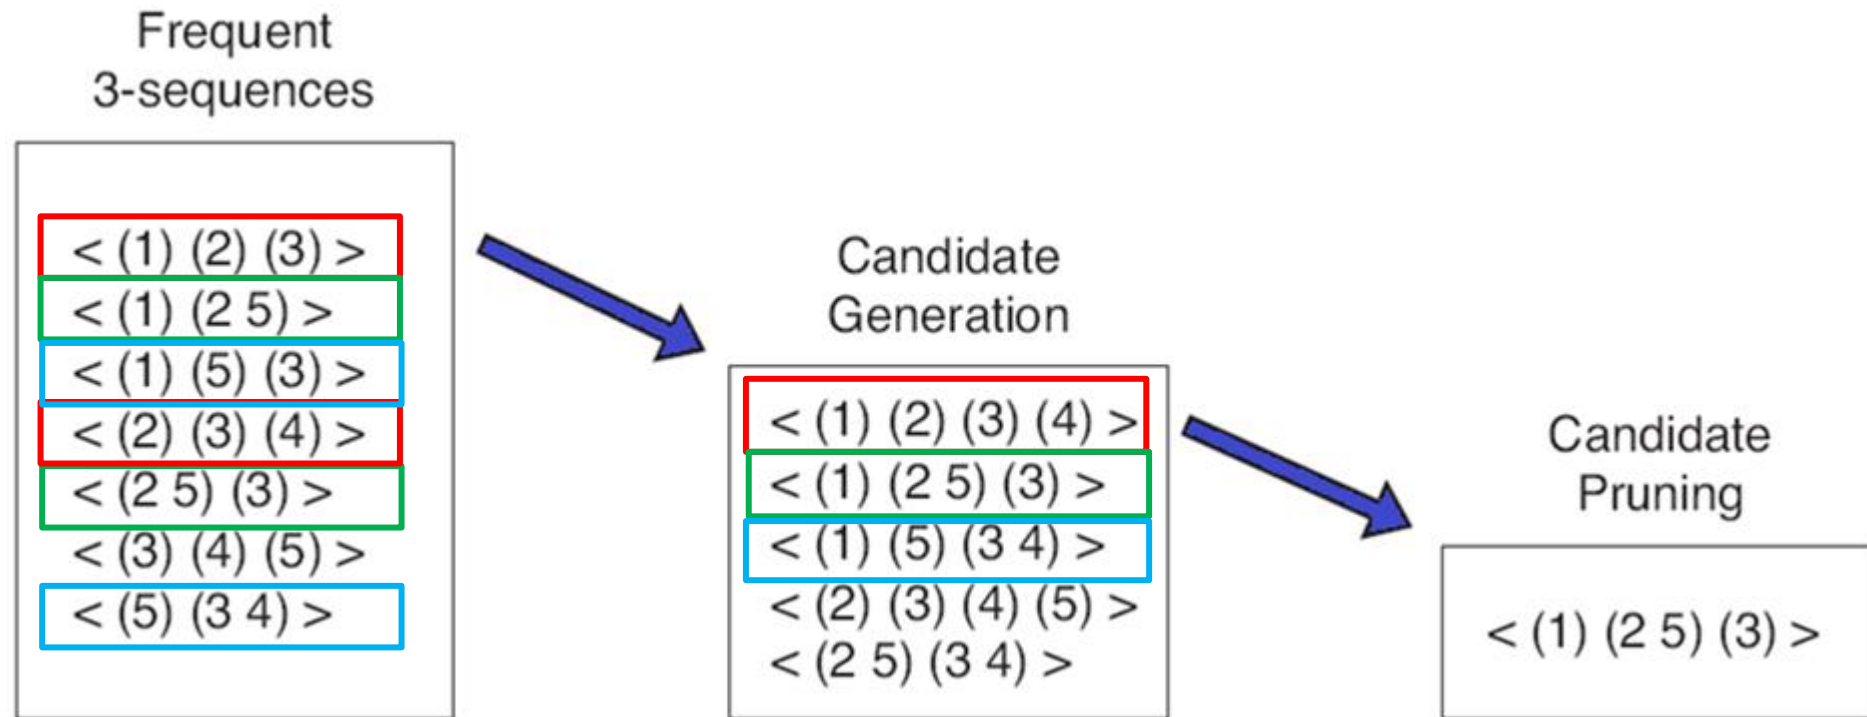 Frequent
3-sequences
< (1) (2) (3) >
< (1) (2 5) >
< (1) (5) (3) >
< (2) (3) (4) >
< (2 5) (3) >
< (3) (4) (5) >
< (5) (3 4) >
Candidate
Generation
< (1) (2) (3) (4) >
< (1) (2 5) (3) >
< (1) (5) (3 4) >
< (2) (3) (4) (5) >
< (2 5) (3 4) >
Candidate
Pruning
< (1) (2 5) (3) >